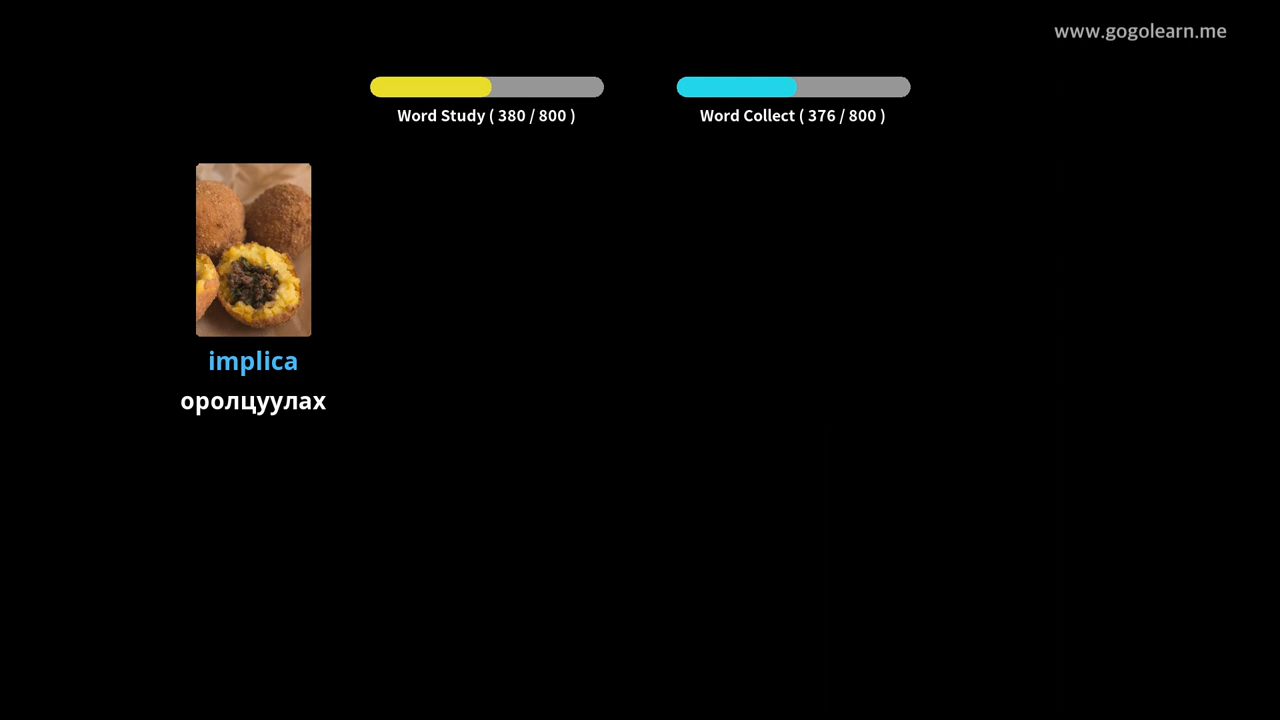 www.gogolearn.me
Word Study ( 380 / 800 )
Word Collect ( 376 / 800 )
implica
оролцуулах